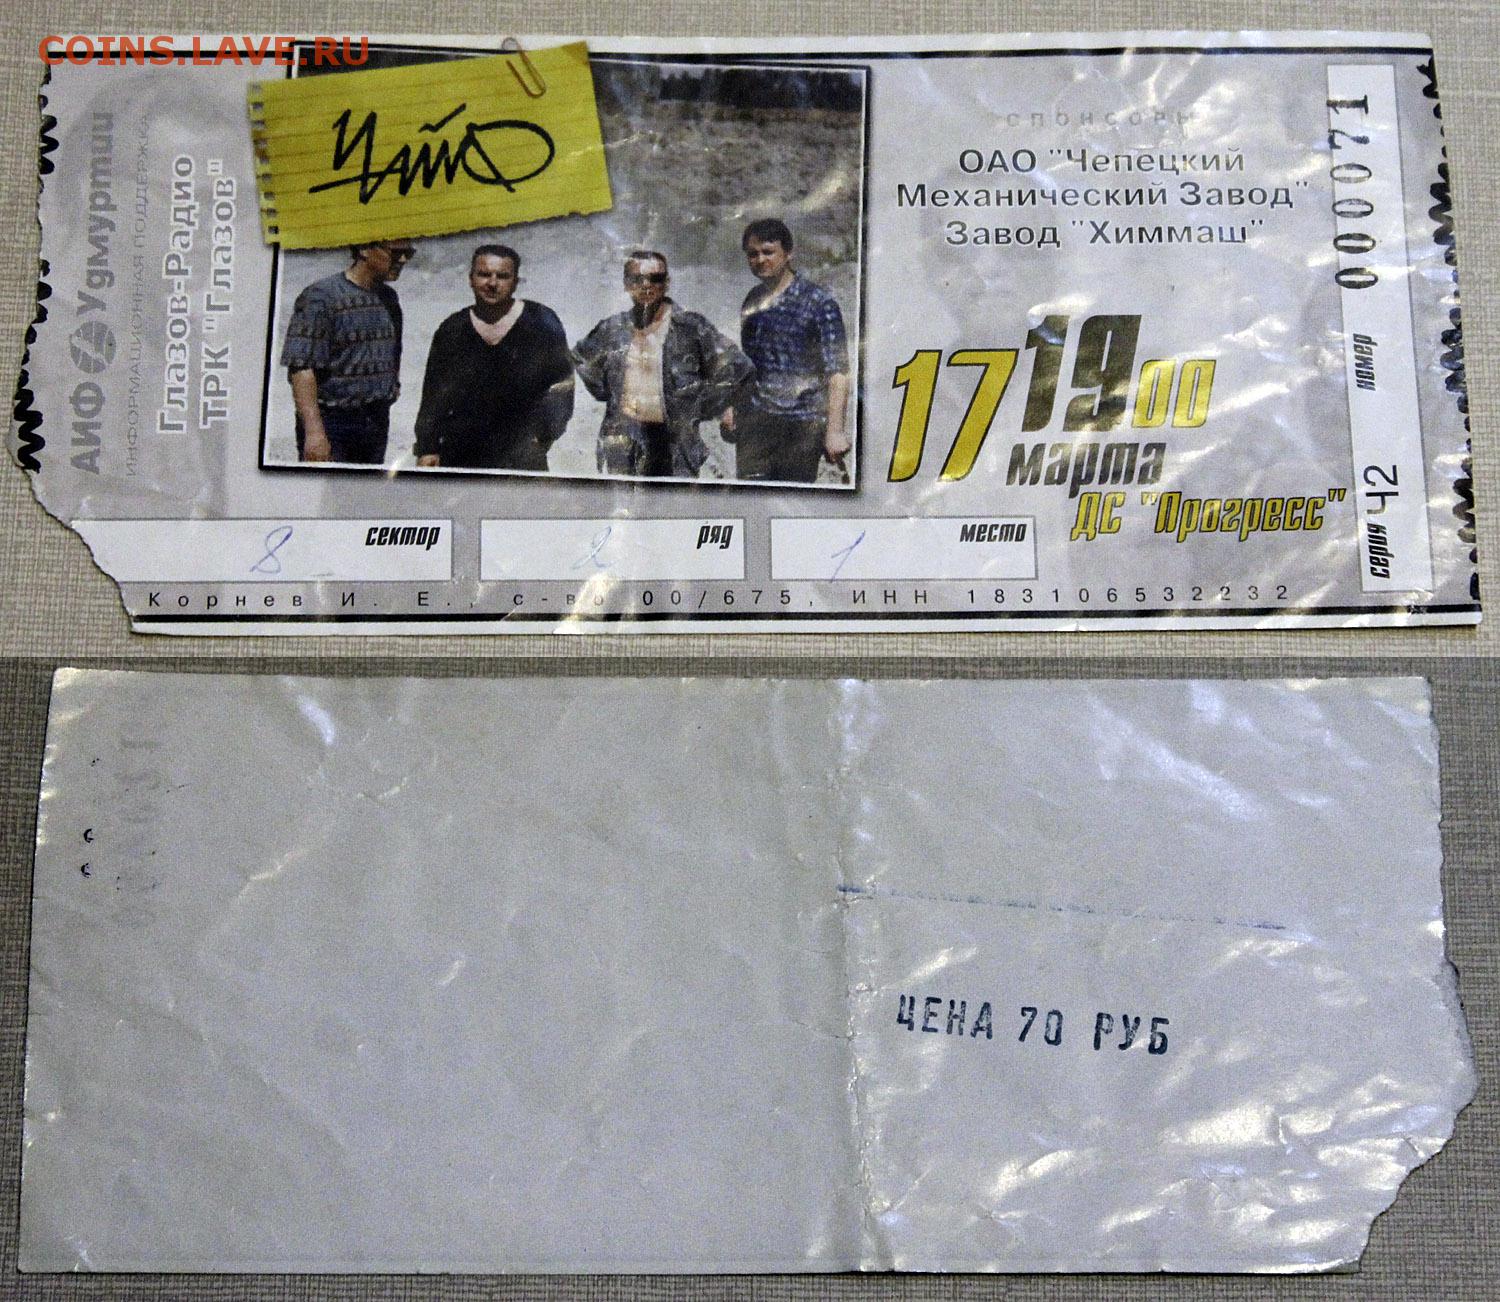 COINS.LAVE.RU
АИФ Удмуртии
ИНФОРМАЦИОННАЯ ПОДДЕРЖКА
Глазов-Радио
ТРК "Глазов"
Чайф
СПОНСОРЫ
ОАО "Чепецкий
Механический Завод"
Завод "Химмаш"
17 19 00
марта
ДС "Прогресс"
серия Ч2 номер 000071
8 сектор 2 ряд 1 место
Корнев И. Е., с-во 00/675, ИНН 183106532232
ЦЕНА 70 РУБ